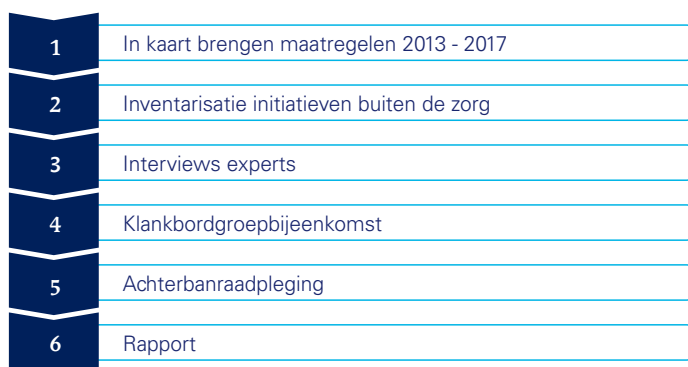 1 In kaart brengen maatregelen 2013 - 2017
2 Inventarisatie initiatieven buiten de zorg
3 Interviews experts
4 Klankbordgroepbijeenkomst
5 Achterbanraadpleging
6 Rapport